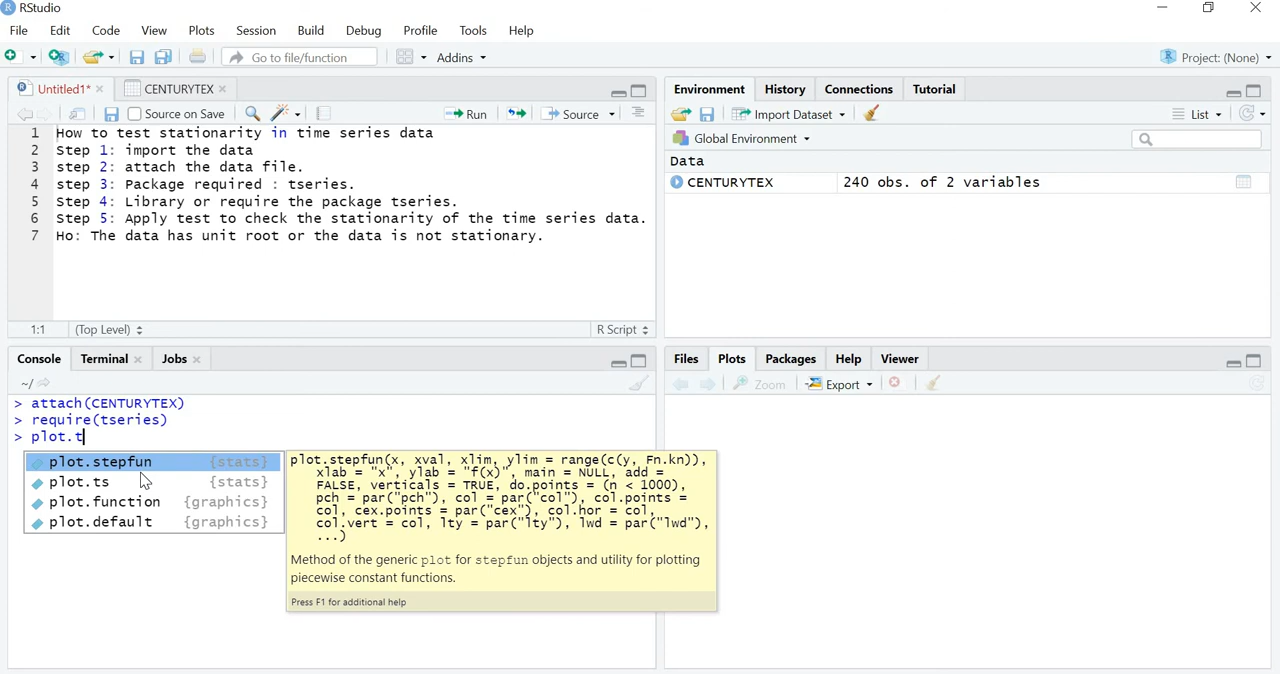 RStudio
File Edit Code View Plots Session Build Debug Profile Tools Help
Go to file/function Addins Project: (None)
Untitled1* CENTURYTEX
Source on Save Run Source
1 How to test stationarity in time series data
2 Step 1: import the data
3 step 2: attach the data file.
4 step 3: Package required : tseries.
5 Step 4: Library or require the package tseries.
6 Step 5: Apply test to check the stationarity of the time series data.
7 Ho: The data has unit root or the data is not stationary.
1:1 (Top Level) R Script
Environment History Connections Tutorial
Import Dataset List
Global Environment
Data
CENTURYTEX 240 obs. of 2 variables
Console Terminal Jobs
~/
> attach(CENTURYTEX)
> require(tseries)
> plot.t
plot.stepfun {stats}
plot.ts {stats}
plot.function {graphics}
plot.default {graphics}
plot.stepfun(x, xval, xlim, ylim = range(c(y, Fn.kn)),
xlab = "x", ylab = "f(x)", main = NULL, add =
FALSE, verticals = TRUE, do.points = (n < 1000),
pch = par("pch"), col = par("col"), col.points =
col, cex.points = par("cex"), col.hor = col,
col.vert = col, lty = par("lty"), lwd = par("lwd"),
...)
Method of the generic plot for stepfun objects and utility for plotting
piecewise constant functions.
Press F1 for additional help
Files Plots Packages Help Viewer
Zoom Export